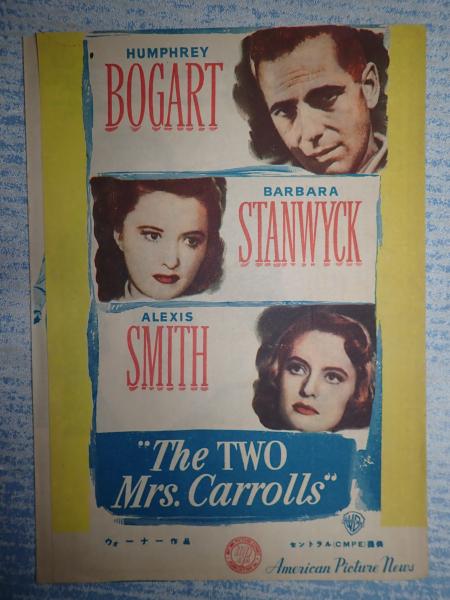 HUMPHREY
BOGART
BARBARA
STANWYCK
ALEXIS
SMITH
"The TWO
Mrs. Carrolls"
ウォーナー作品
WB
セントラル(CMPE)提供
American Picture News